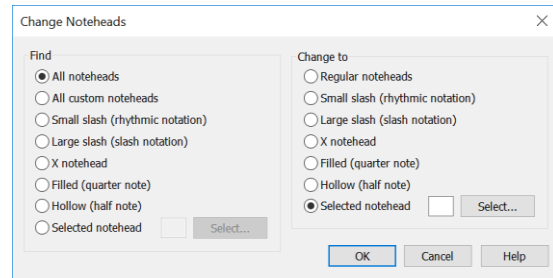 Change Noteheads
Find
All noteheads
All custom noteheads
Small slash (rhythmic notation)
Large slash (slash notation)
X notehead
Filled (quarter note)
Hollow (half note)
Selected notehead Select...
Change to
Regular noteheads
Small slash (rhythmic notation)
Large slash (slash notation)
X notehead
Filled (quarter note)
Hollow (half note)
Selected notehead Select...
OK Cancel Help